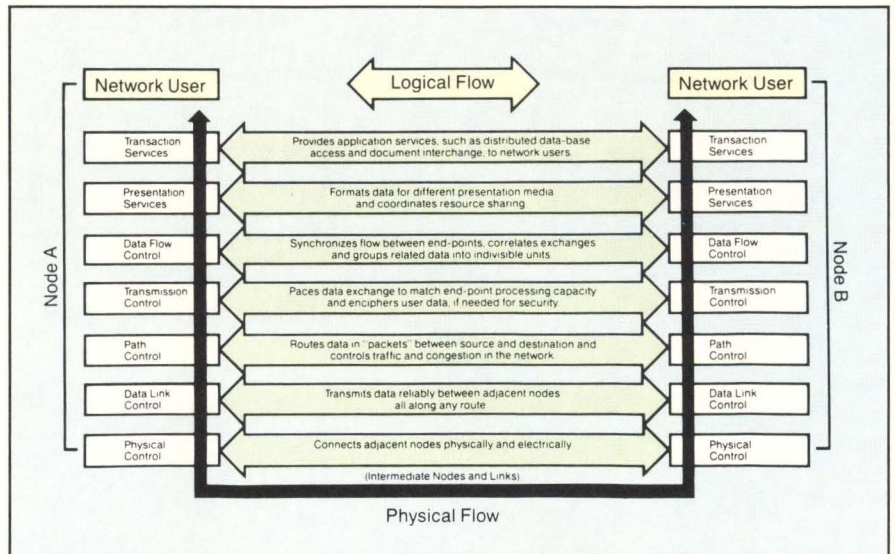 Network User
Logical Flow
Network User
Transaction
Services
Provides application services, such as distributed data-base
access and document interchange, to network users.
Transaction
Services
Presentation
Services
Formats data for different presentation media
and coordinates resource sharing
Presentation
Services
Data Flow
Control
Synchronizes flow between end-points, correlates exchanges
and groups related data into indivisible units.
Data Flow
Control
Transmission
Control
Paces data exchange to match end-point processing capacity
and enciphers user data, if needed for security.
Transmission
Control
Path
Control
Routes data in "packets" between source and destination and
controls traffic and congestion in the network.
Path
Control
Data Link
Control
Transmits data reliably between adjacent nodes
all along any route
Data Link
Control
Physical
Control
Connects adjacent nodes physically and electrically
Physical
Control
(Intermediate Nodes and Links)
Physical Flow
Node A
Node B